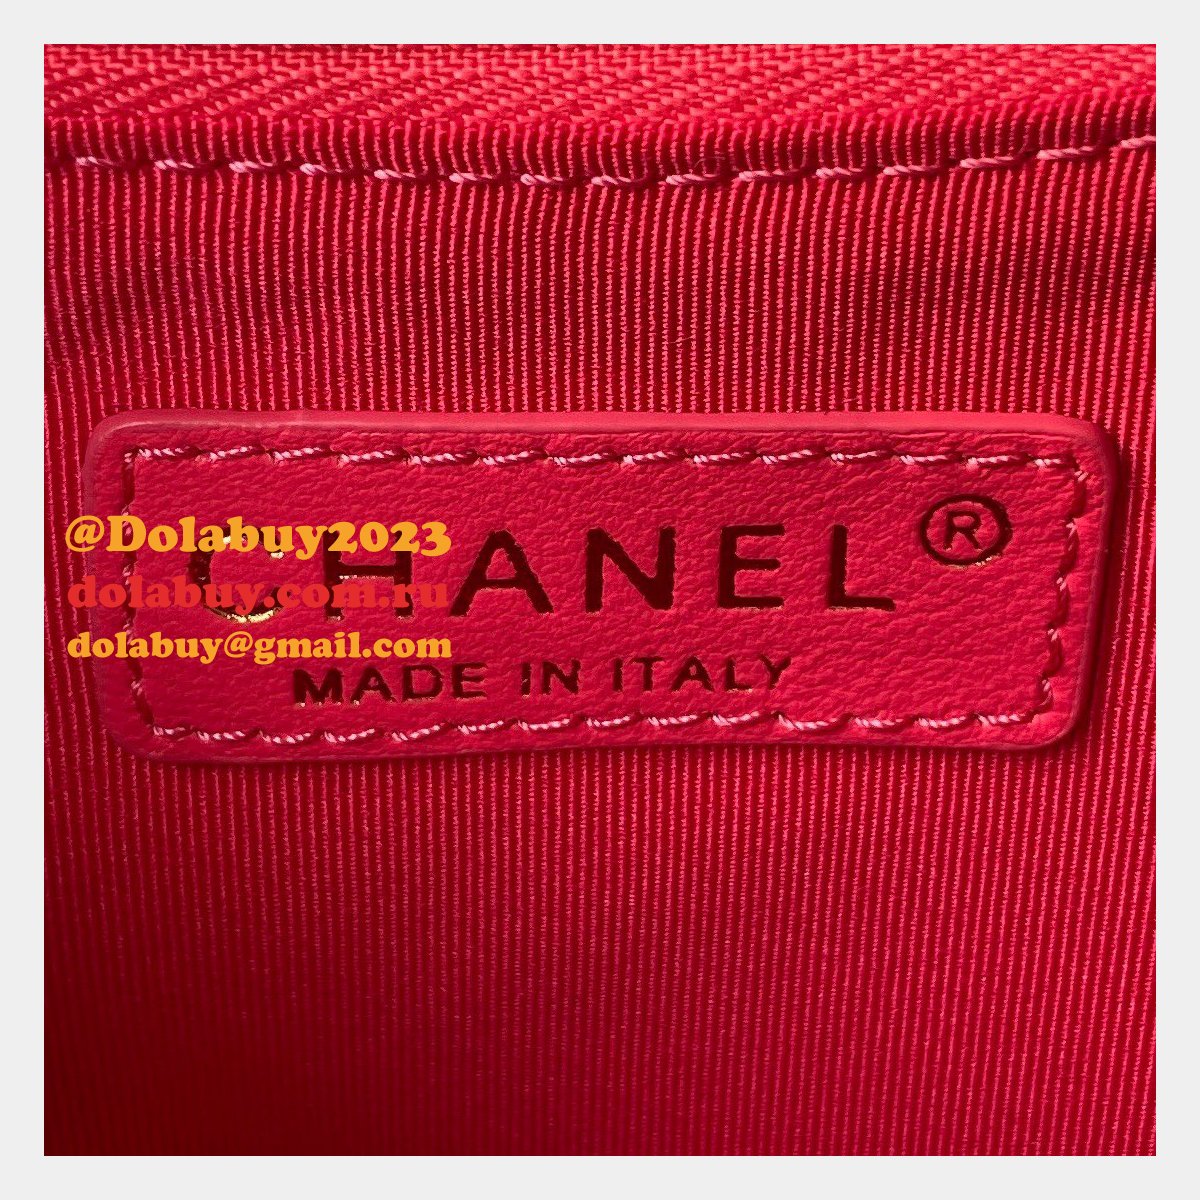 CHANEL®
@Dolabuy2023
dolabuy.com.ru
dolabuy@gmail.com
MADE IN ITALY